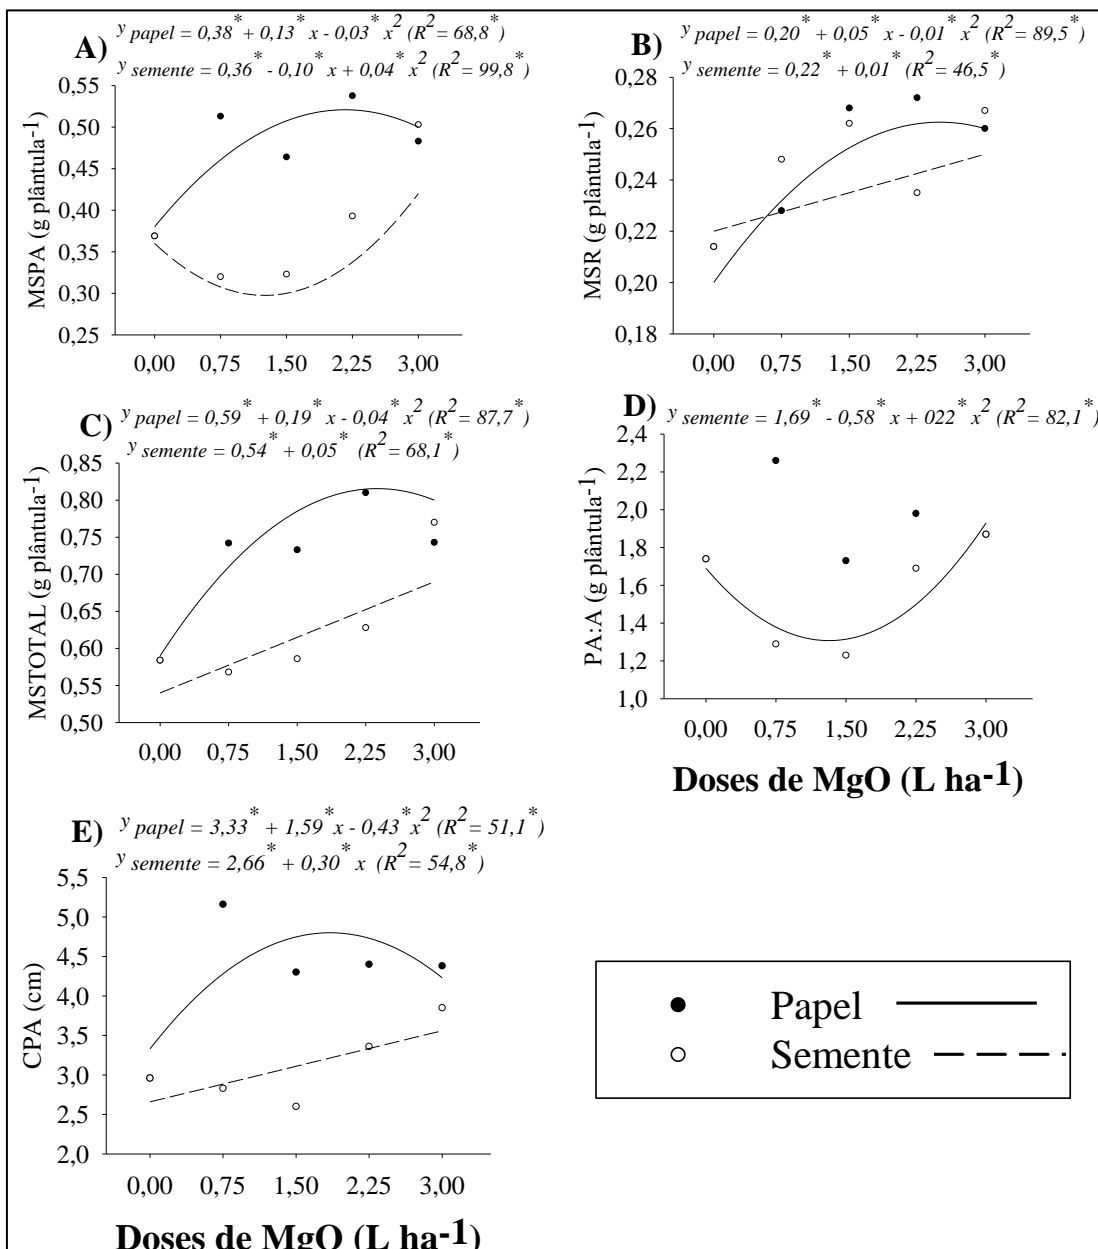 A) y papel = 0,38* + 0,13* x - 0,03* x² (R² = 68,8*)
y semente = 0,36* - 0,10* x + 0,04* x² (R² = 99,8*)
0,55
0,50
0,45
0,40
0,35
0,30
0,25
MSPA (g plântula-1)
0,00 0,75 1,50 2,25 3,00
B) y papel = 0,20* + 0,05* x - 0,01* x² (R² = 89,5*)
y semente = 0,22* + 0,01* (R² = 46,5*)
0,28
0,26
0,24
0,22
0,20
0,18
MSR (g plântula-1)
0,00 0,75 1,50 2,25 3,00
C) y papel = 0,59* + 0,19* x - 0,04* x² (R² = 87,7*)
y semente = 0,54* + 0,05* (R² = 68,1*)
0,85
0,80
0,75
0,70
0,65
0,60
0,55
0,50
MSTOTAL (g plântula-1)
0,00 0,75 1,50 2,25 3,00
D) y semente = 1,69* - 0,58* x + 022* x² (R² = 82,1*)
2,4
2,2
2,0
1,8
1,6
1,4
1,2
1,0
PA:A (g plântula-1)
0,00 0,75 1,50 2,25 3,00
Doses de MgO (L ha-1)
E) y papel = 3,33* + 1,59* x - 0,43* x² (R² = 51,1*)
y semente = 2,66* + 0,30* x (R² = 54,8*)
5,5
5,0
4,5
4,0
3,5
3,0
2,5
2,0
CPA (cm)
0,00 0,75 1,50 2,25 3,00
Doses de MgO (L ha-1)
Papel
Semente